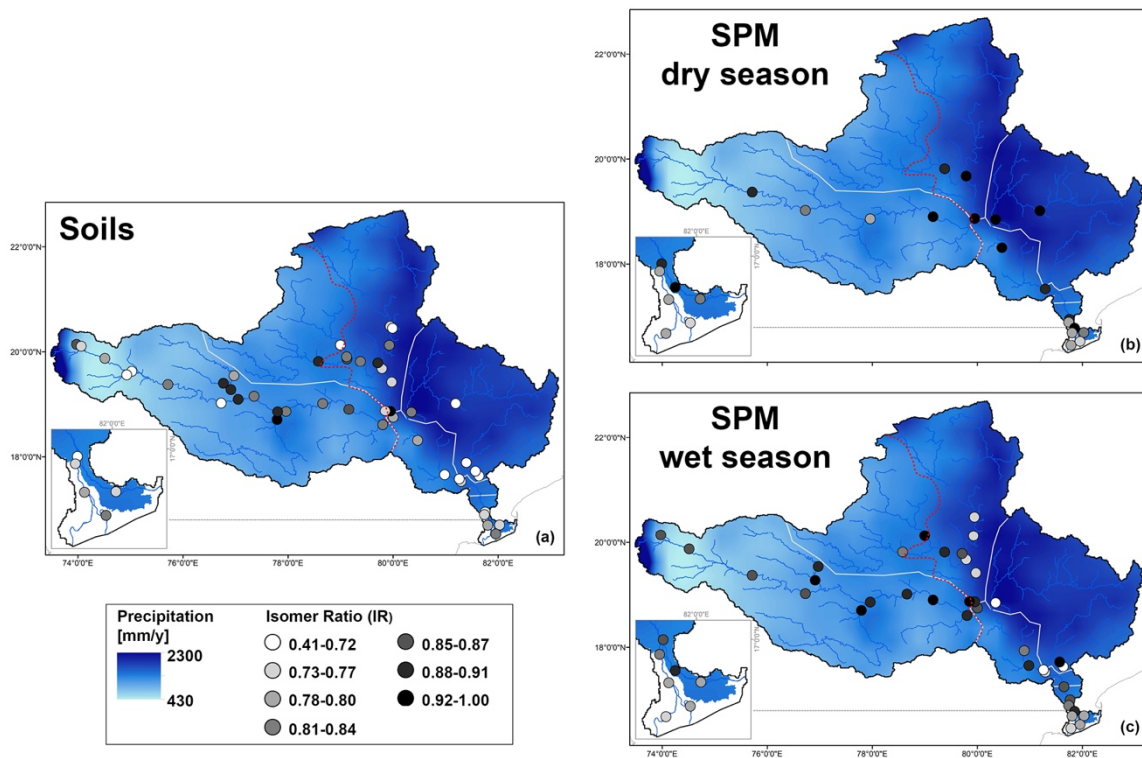 SPM
dry season
22°0'0"N
20°0'0"N
18°0'0"N
82°0'0"E
17°0'0"N
(b)
Soils
22°0'0"N
20°0'0"N
18°0'0"N
82°0'0"E
17°0'0"N
(a)
74°0'0"E
76°0'0"E
78°0'0"E
80°0'0"E
82°0'0"E
SPM
wet season
22°0'0"N
20°0'0"N
18°0'0"N
82°0'0"E
17°0'0"N
(c)
74°0'0"E
76°0'0"E
78°0'0"E
80°0'0"E
82°0'0"E
Precipitation
[mm/y]
2300
430
Isomer Ratio (IR)
0.41-0.72
0.73-0.77
0.78-0.80
0.81-0.84
0.85-0.87
0.88-0.91
0.92-1.00